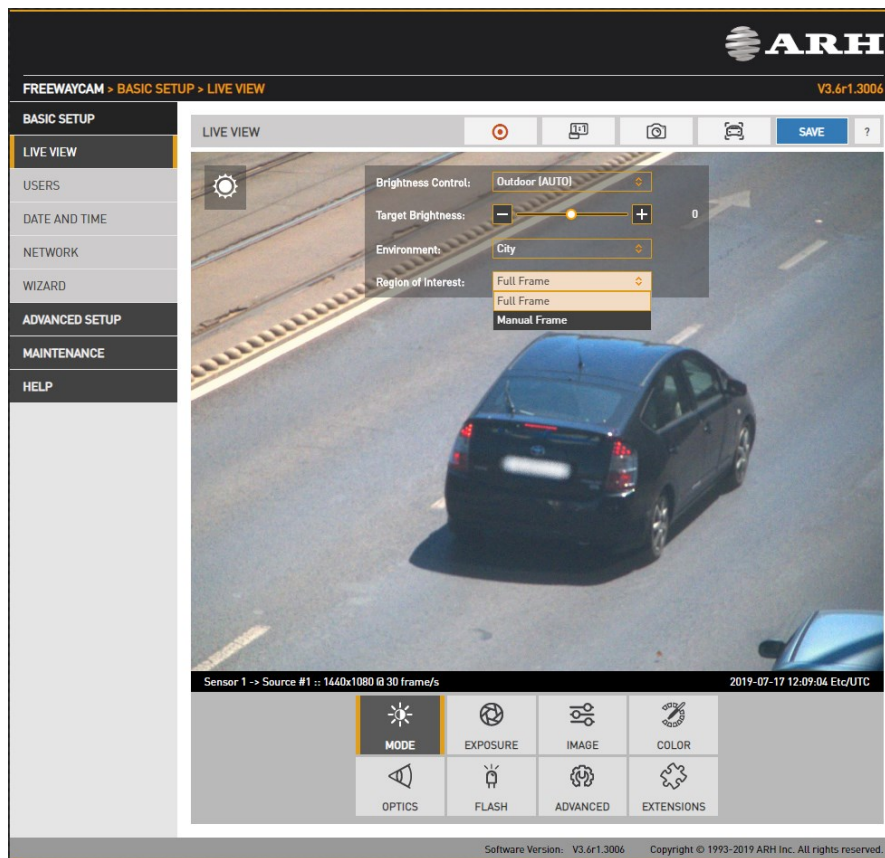 ARH
FREEWAYCAM > BASIC SETUP > LIVE VIEW
V3.6r1.3006
BASIC SETUP
LIVE VIEW
USERS
DATE AND TIME
NETWORK
WIZARD
ADVANCED SETUP
MAINTENANCE
HELP
LIVE VIEW
1:1
SAVE
?
Brightness Control: Outdoor (AUTO)
Target Brightness: 0
Environment: City
Region of Interest: Full Frame
Full Frame
Manual Frame
Sensor 1 -> Source #1 :: 1440x1080 @ 30 frame/s
2019-07-17 12:09:04 Etc/UTC
MODE
EXPOSURE
IMAGE
COLOR
OPTICS
FLASH
ADVANCED
EXTENSIONS
Software Version: V3.6r1.3006
Copyright © 1993-2019 ARH Inc. All rights reserved.